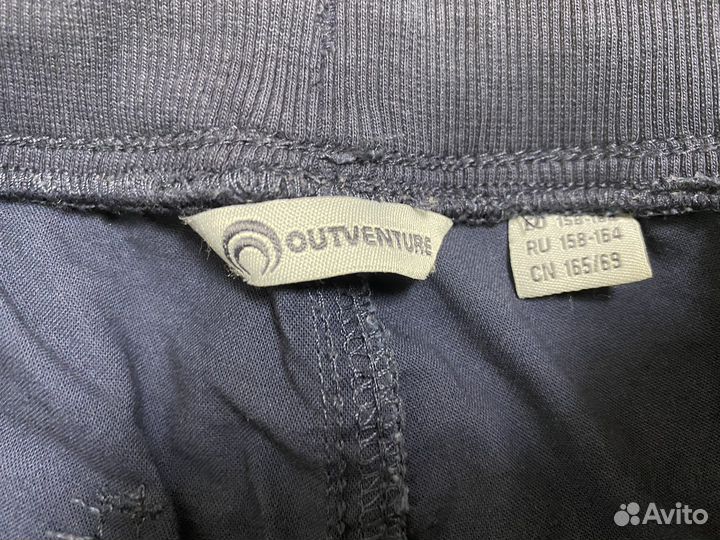 OUTVENTURE
RU 158-164
CN 165/69
Avito